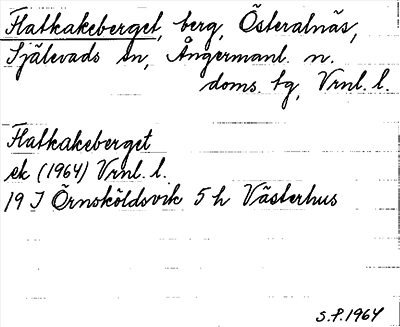 Flatkakeberget, berg, Österalnäs,
Själevads sn, Ångermanl. n.
doms. tg, Vrnl. l.
Flatkakeberget
ek (1964) Vrnl. l.
19 I Örnsköldsvik 5 h Västerhus
S.P. 1964